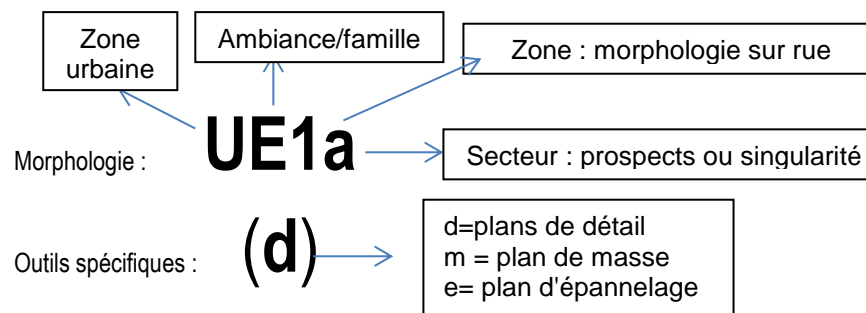 Zone
urbaine
Ambiance/famille
Zone : morphologie sur rue
Morphologie :
UE1a
Secteur : prospects ou singularité
Outils spécifiques :
(d)
d=plans de détail
m = plan de masse
e= plan d'épannelage